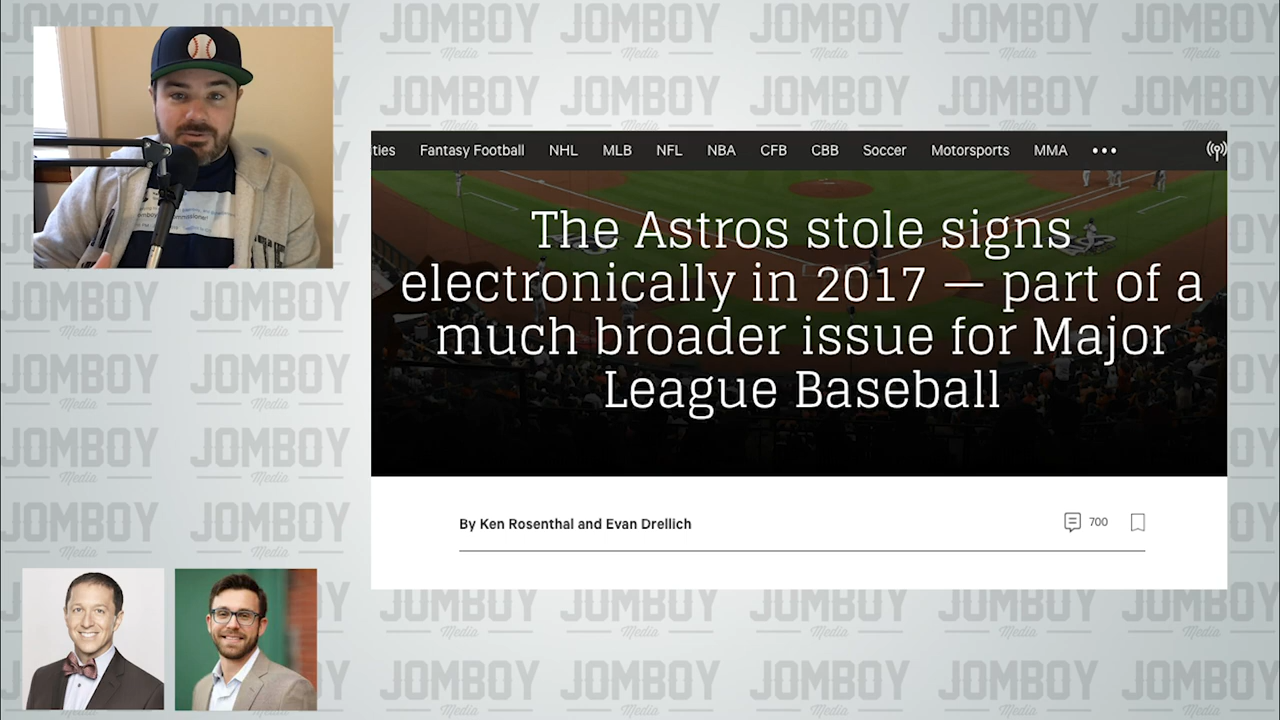 JOMBOY
Media
ties Fantasy Football NHL MLB NFL NBA CFB CBB Soccer Motorsports MMA •••
The Astros stole signs
electronically in 2017 — part of a
much broader issue for Major
League Baseball
By Ken Rosenthal and Evan Drellich
700